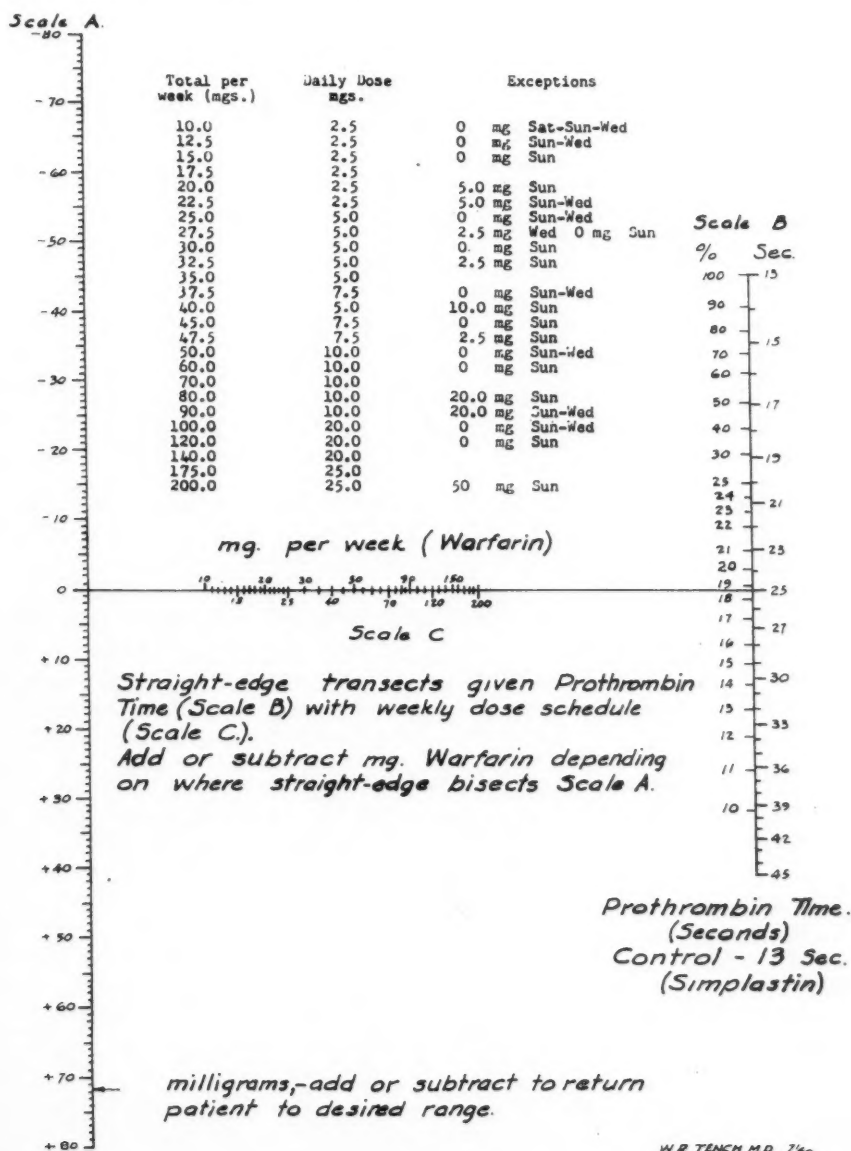 Scale A.
-80
-70
-60
-50
-40
-30
-20
-10
0
+10
+20
+30
+40
+50
+60
+70
+80
Total per Daily Dose Exceptions
week (mgs.) mgs.
10.0 2.5 0 mg Sat-Sun-Wed
12.5 2.5 0 mg Sun-Wed
15.0 2.5 0 mg Sun
17.5 2.5
20.0 2.5 5.0 mg Sun
22.5 2.5 5.0 mg Sun-Wed
25.0 5.0 0 mg Sun-Wed
27.5 5.0 2.5 mg Wed 0 mg Sun
30.0 5.0 0. mg Sun
32.5 5.0 2.5 mg Sun
35.0 5.0
37.5 7.5 0 mg Sun-Wed
40.0 5.0 10.0 mg Sun
45.0 7.5 0 mg Sun
47.5 7.5 2.5 mg Sun
50.0 10.0 0 mg Sun-Wed
60.0 10.0 0 mg Sun
70.0 10.0
80.0 10.0 20.0 mg Sun
90.0 10.0 20.0 mg Sun-Wed
100.0 20.0 0 mg Sun-Wed
120.0 20.0 0 mg Sun
140.0 20.0
175.0 25.0
200.0 25.0 50 mg Sun
Scale B
% Sec.
100 13
90
80
15
70
60
50 17
40
30 19
25
24
21
23
22
21 23
20
19 25
18
17 27
16
15
14 30
13
33
12
11 36
10 39
42
45
mg. per week (Warfarin)
10 20 30 50 90 150
15 25 40 70 120 200
Scale C
Straight-edge transects given Prothrombin
Time (Scale B) with weekly dose schedule
(Scale C.).
Add or subtract mg. Warfarin depending
on where straight-edge bisects Scale A.
Prothrombin Time.
(Seconds)
Control - 13 Sec.
(Simplastin)
milligrams,-add or subtract to return
patient to desired range.
W.R. TENCH M.D.